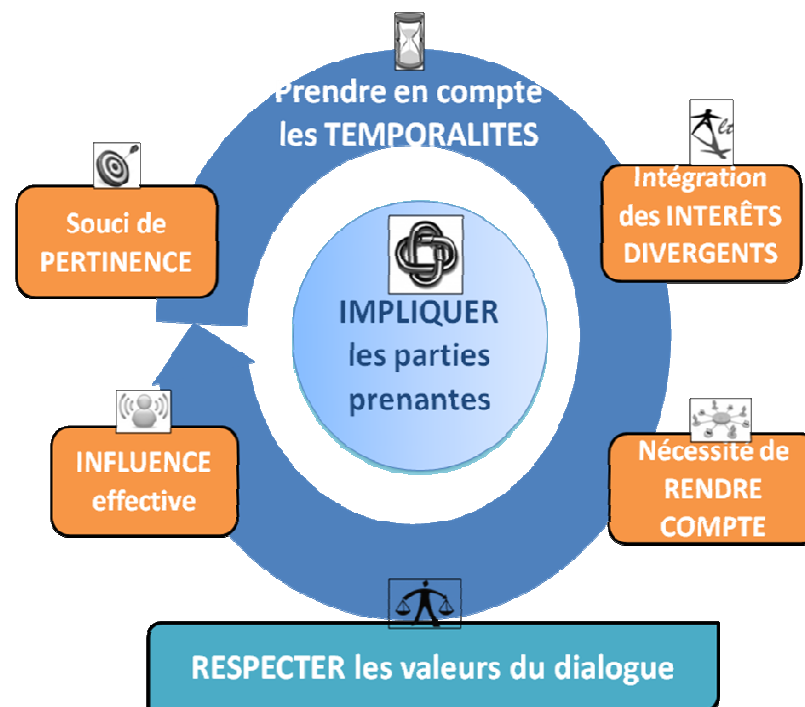 Prendre en compte
les TEMPORALITES
Souci de
PERTINENCE
Intégration
des INTERÊTS
DIVERGENTS
IMPLIQUER
les parties
prenantes
INFLUENCE
effective
Nécessité de
RENDRE
COMPTE
RESPECTER les valeurs du dialogue